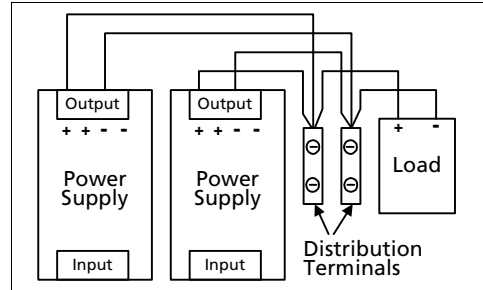 Output
+ + - -
Power
Supply
Input
Output
+ + - -
Power
Supply
Input
+ -
Load
Distribution
Terminals